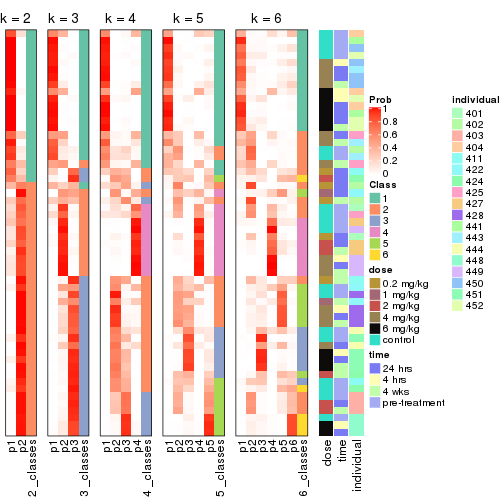 k = 2
k = 3
k = 4
k = 5
k = 6
p1
p2
2_classes
p1
p2
p3
3_classes
p1
p2
p3
p4
4_classes
p1
p2
p3
p4
p5
5_classes
p1
p2
p3
p4
p5
p6
6_classes
dose
time
individual
Prob
1
0.8
0.6
0.4
0.2
0
Class
1
2
3
4
5
6
dose
0.2 mg/kg
1 mg/kg
2 mg/kg
4 mg/kg
6 mg/kg
control
time
24 hrs
4 hrs
4 wks
pre-treatment
individual
401
402
403
404
411
422
424
425
427
428
441
443
444
448
449
450
451
452